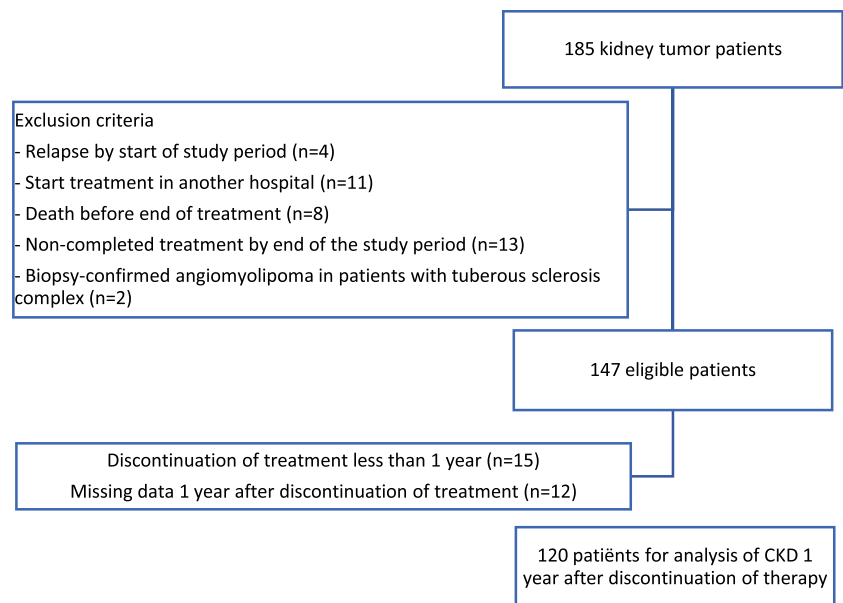 185 kidney tumor patients
Exclusion criteria
- Relapse by start of study period (n=4)
- Start treatment in another hospital (n=11)
- Death before end of treatment (n=8)
- Non-completed treatment by end of the study period (n=13)
- Biopsy-confirmed angiomyolipoma in patients with tuberous sclerosis
complex (n=2)
147 eligible patients
Discontinuation of treatment less than 1 year (n=15)
Missing data 1 year after discontinuation of treatment (n=12)
120 patiënts for analysis of CKD 1
year after discontinuation of therapy